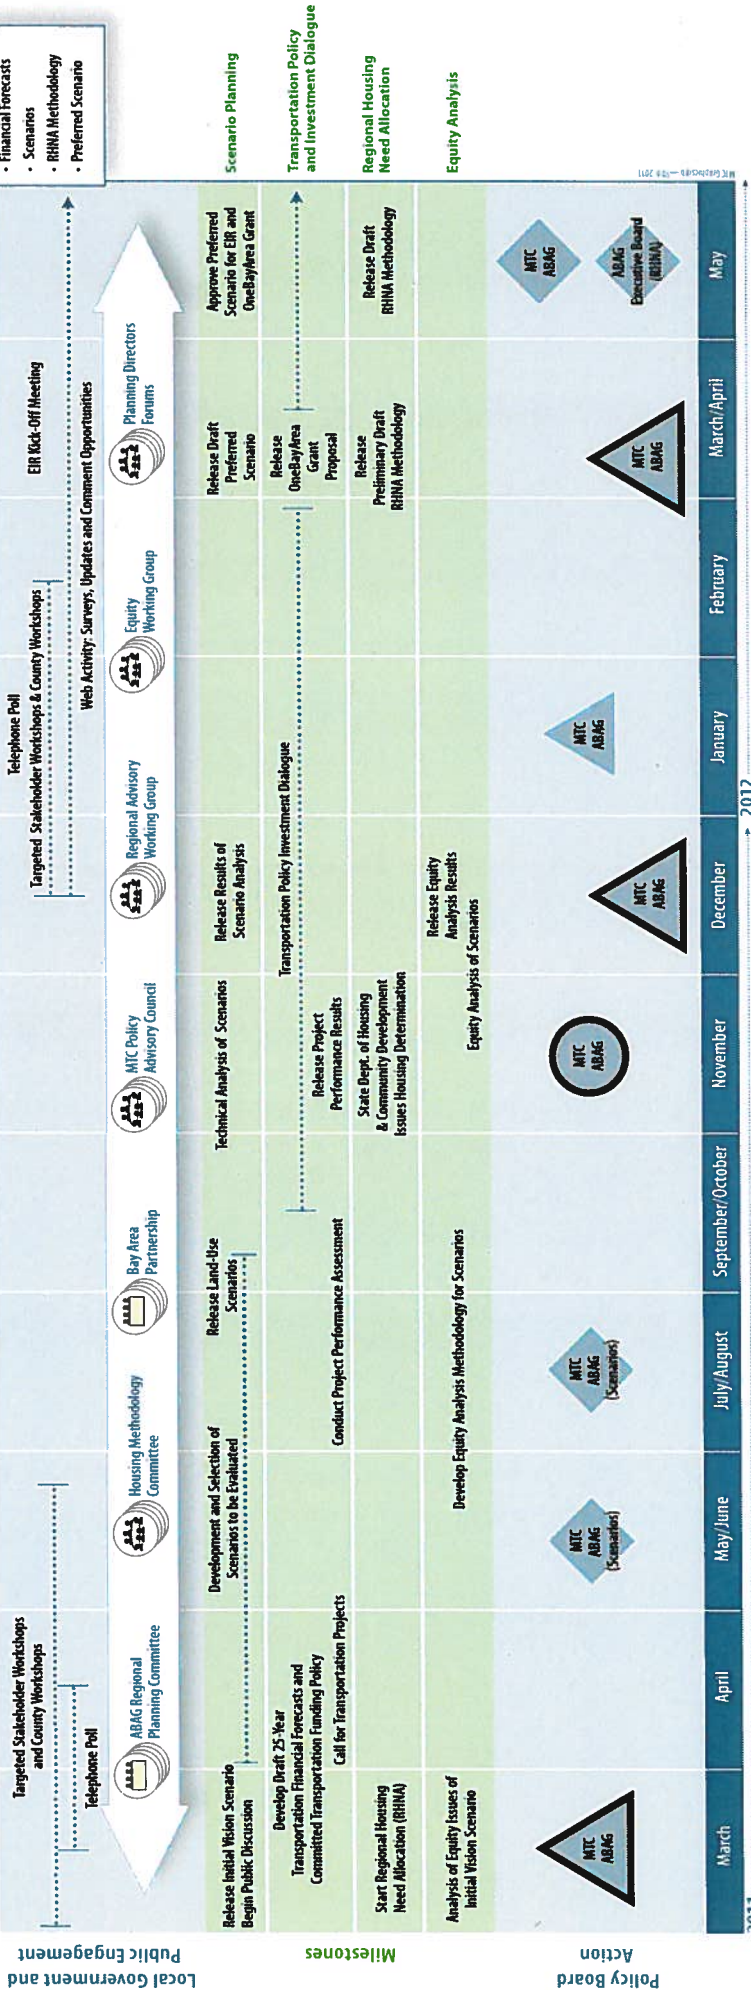 · Financial Forecasts
· Scenarios
· RHNA Methodology
· Preferred Scenario
Local Government and
Public Engagement
Targeted Stakeholder Workshops
and County Workshops
Telephone Poll
Telephone Poll
Targeted Stakeholder Workshops & County Workshops
EIR Kick-Off Meeting
Web Activity: Surveys, Updates and Comment Opportunities
ABAG Regional
Planning Committee
Housing Methodology
Committee
Bay Area
Partnership
MTC Policy
Advisory Council
Regional Advisory
Working Group
Equity
Working Group
Planning Directors
Forums
Milestones
Release Initial Vision Scenario
Begin Public Discussion
Development and Selection of
Scenarios to be Evaluated
Release Land-Use
Scenarios
Technical Analysis of Scenarios
Release Results of
Scenario Analysis
Release Draft
Preferred
Scenario
Approve Preferred
Scenario for EIR and
OneBayArea Grant
Scenario Planning
Develop Draft 25-Year
Transportation Financial Forecasts and
Committed Transportation Funding Policy
Call for Transportation Projects
Conduct Project Performance Assessment
Transportation Policy Investment Dialogue
Release Project
Performance Results
Release
OneBayArea
Grant
Proposal
Transportation Policy
and Investment Dialogue
Start Regional Housing
Need Allocation (RHNA)
State Dept. of Housing
& Community Development
Issues Housing Determination
Release
Preliminary Draft
RHNA Methodology
Release Draft
RHNA Methodology
Regional Housing
Need Allocation
Analysis of Equity Issues of
Initial Vision Scenario
Develop Equity Analysis Methodology for Scenarios
Release Equity
Analysis Results
Equity Analysis of Scenarios
Equity Analysis
Policy Board
Action
MTC
ABAG
MTC
ABAG
(Scenarios)
MTC
ABAG
(Scenarios)
MTC
ABAG
MTC
ABAG
MTC
ABAG
MTC
ABAG
MTC
ABAG
ABAG
Executive Board
(RHNA)
March
April
May/June
July/August
September/October
November
December
January
February
March/April
May
2011
2012